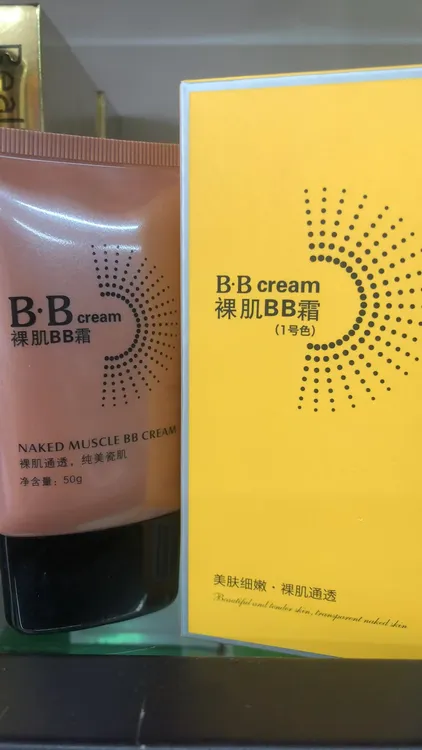 B·B cream
裸肌BB霜
NAKED MUSCLE BB CREAM
裸肌通透，纯美瓷肌
净含量：50g
B·B cream
裸肌BB霜
(1号色)
美肤细嫩·裸肌通透
Beautiful and tender skin, transparent naked skin